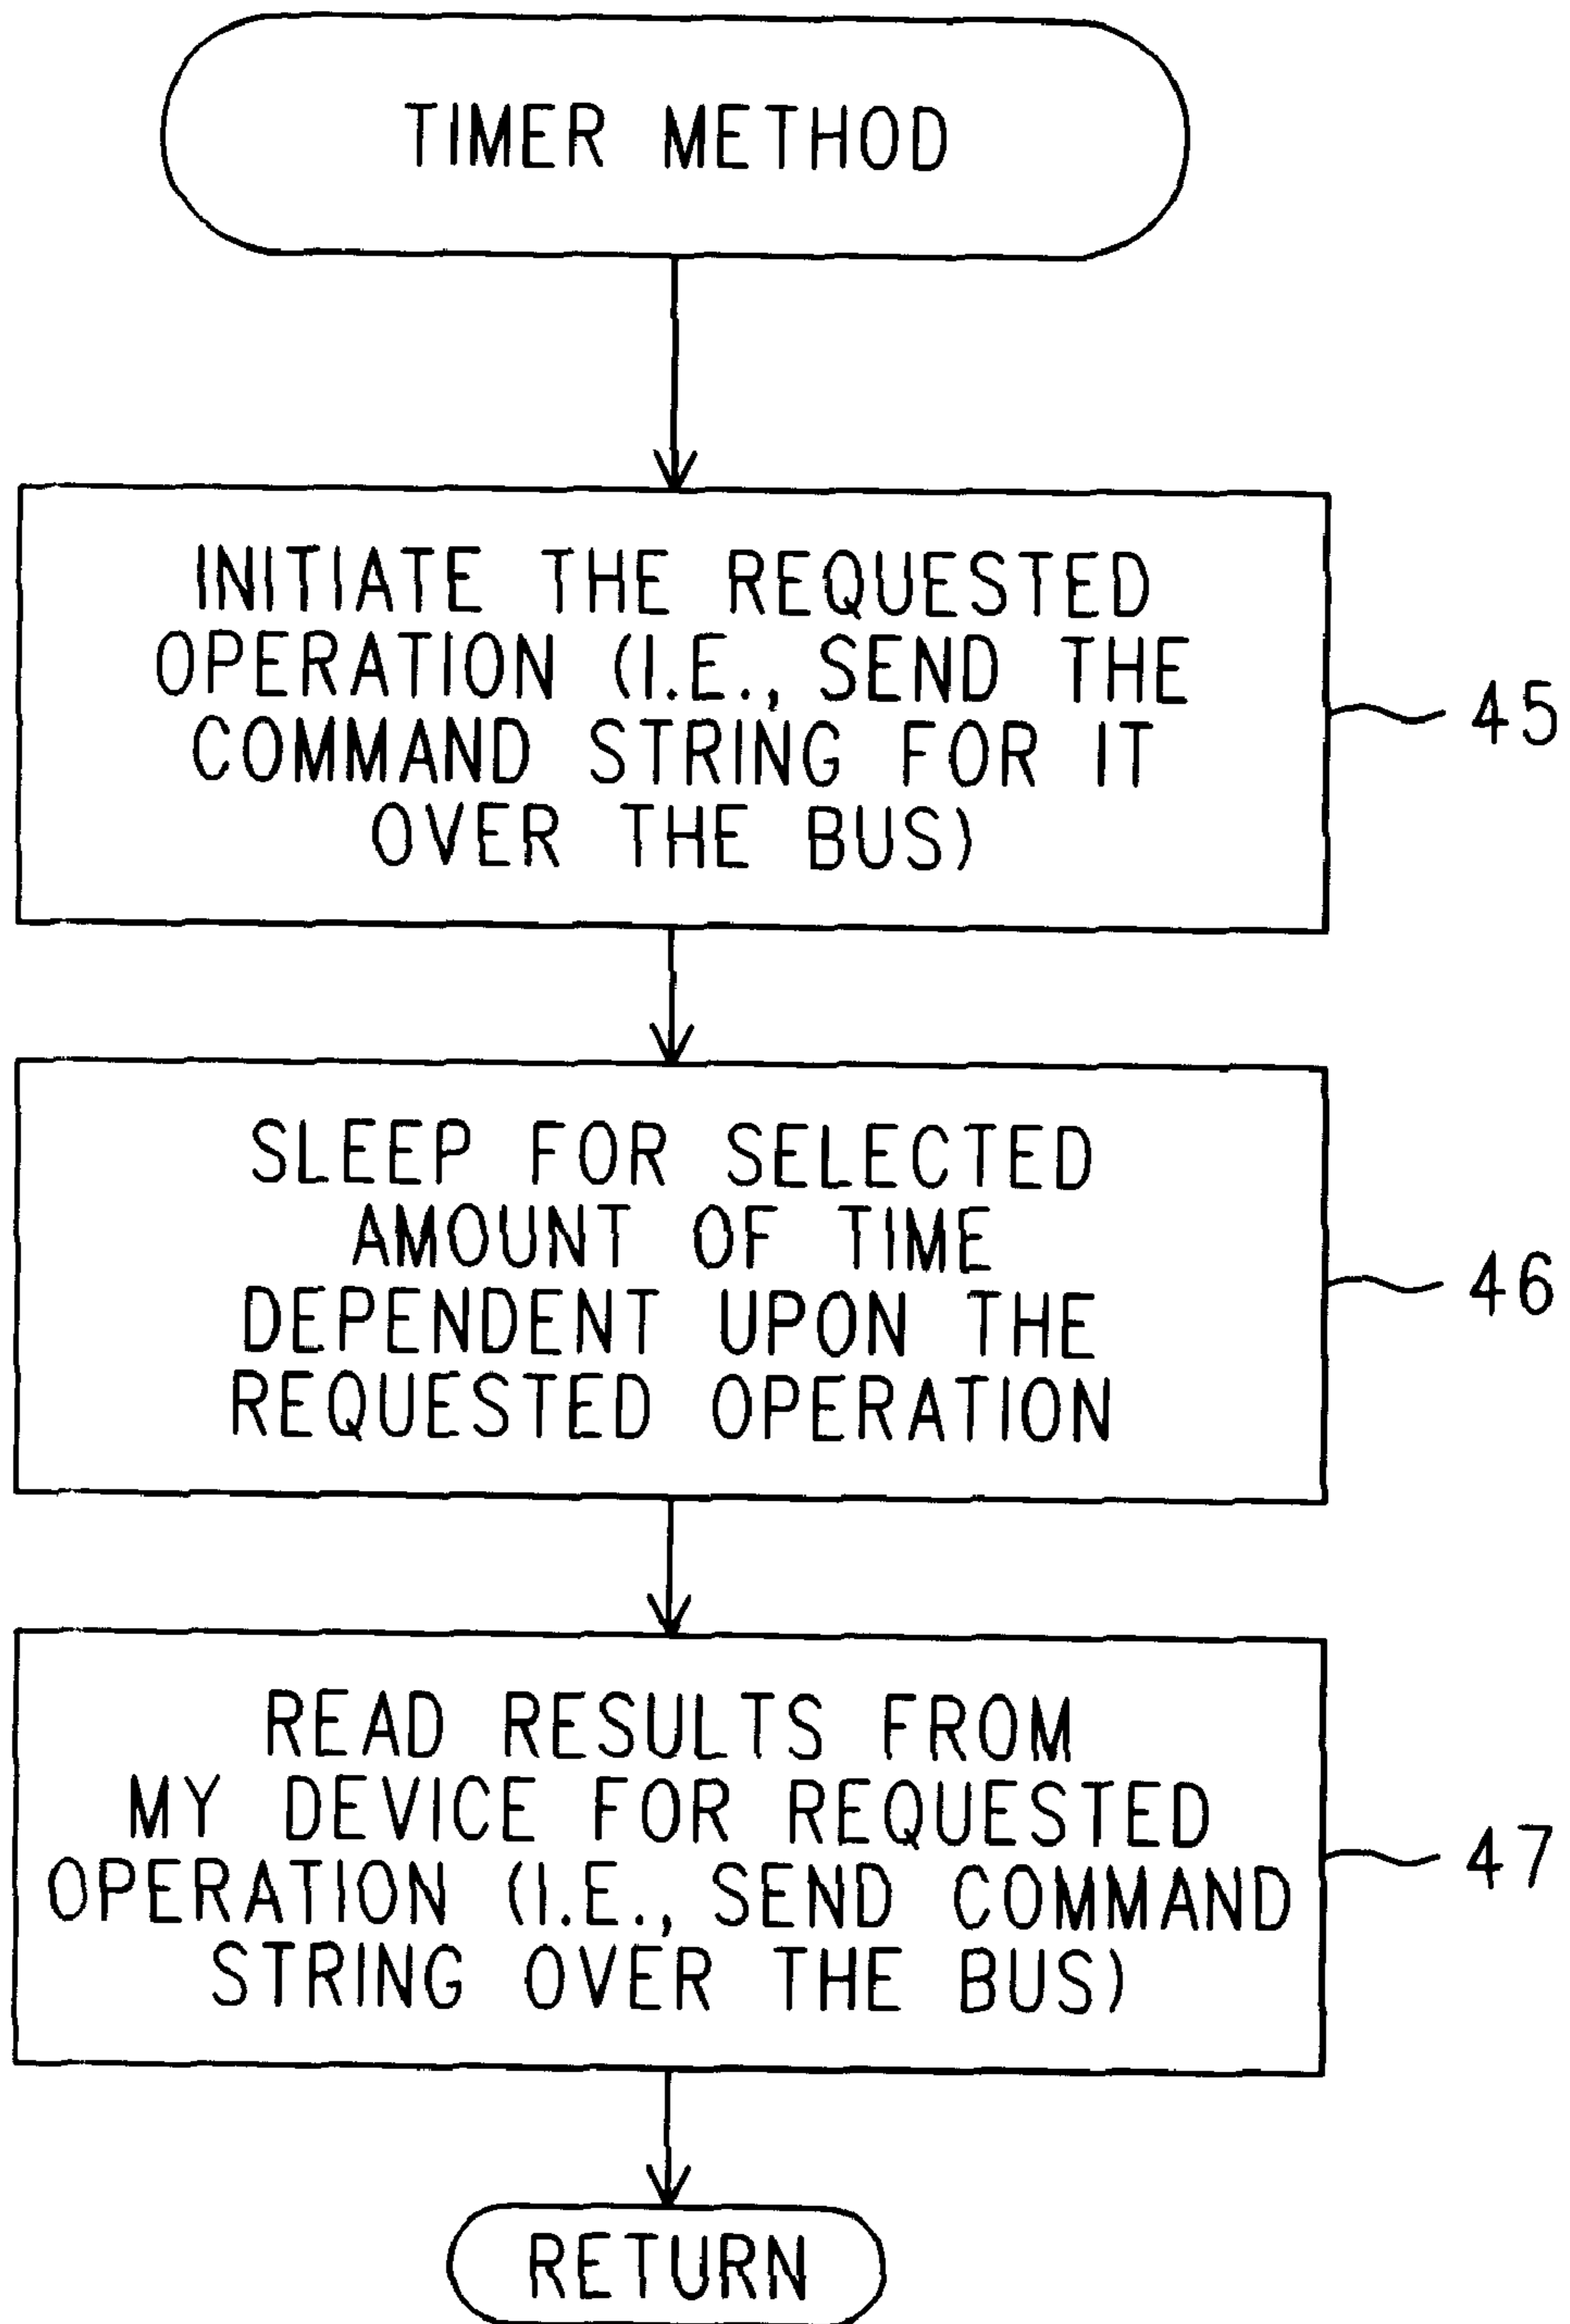 TIMER METHOD
INITIATE THE REQUESTED
OPERATION (I.E., SEND THE
COMMAND STRING FOR IT
OVER THE BUS)
45
SLEEP FOR SELECTED
AMOUNT OF TIME
DEPENDENT UPON THE
REQUESTED OPERATION
46
READ RESULTS FROM
MY DEVICE FOR REQUESTED
OPERATION (I.E., SEND COMMAND
STRING OVER THE BUS)
47
RETURN